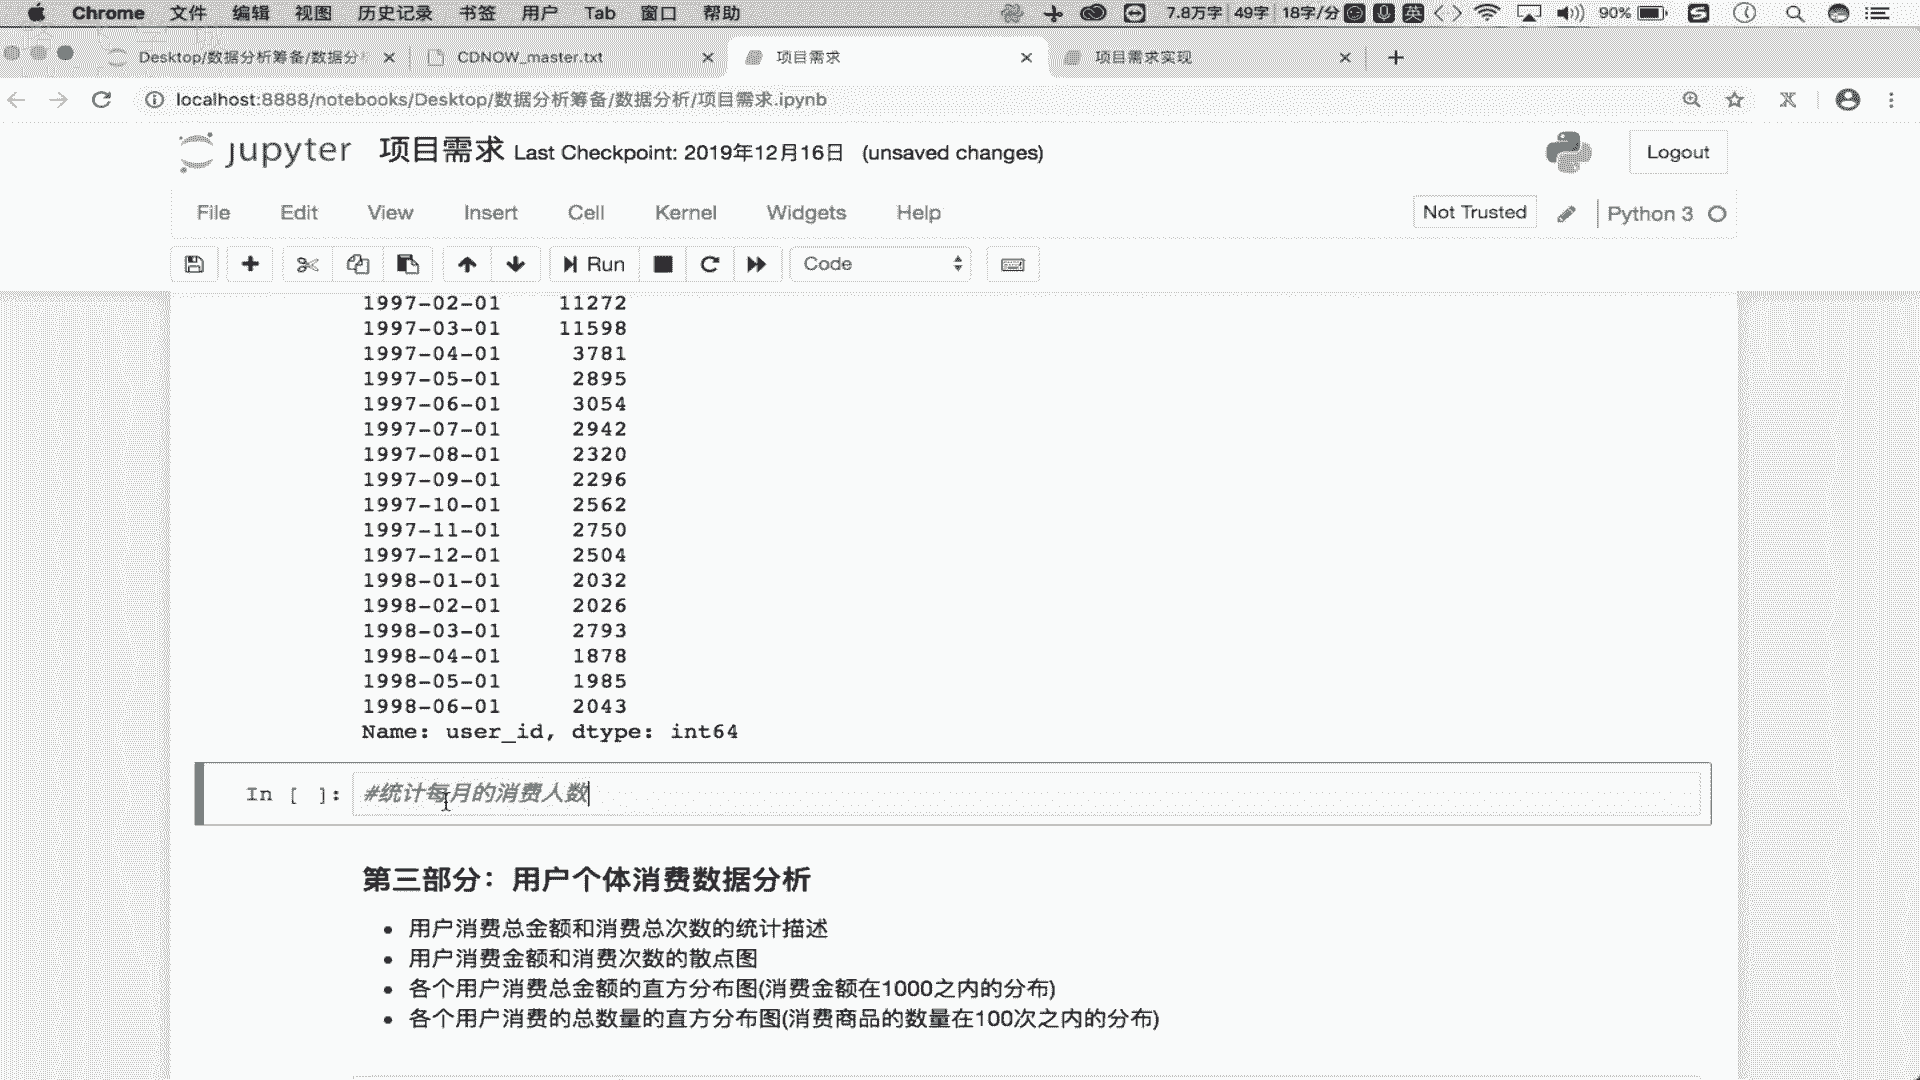 Chrome 文件 编辑 视图 历史记录 书签 用户 Tab 窗口 帮助 7.8万字 49字 18字/分 英 90%
Desktop/数据分析筹备/数据分 CDNOW_master.txt 项目需求 项目需求实现
localhost:8888/notebooks/Desktop/数据分析筹备/数据分析/项目需求.ipynb
jupyter 项目需求 Last Checkpoint: 2019年12月16日 (unsaved changes) Logout
File Edit View Insert Cell Kernel Widgets Help Not Trusted Python 3
Run Code
1997-02-01 11272
1997-03-01 11598
1997-04-01 3781
1997-05-01 2895
1997-06-01 3054
1997-07-01 2942
1997-08-01 2320
1997-09-01 2296
1997-10-01 2562
1997-11-01 2750
1997-12-01 2504
1998-01-01 2032
1998-02-01 2026
1998-03-01 2793
1998-04-01 1878
1998-05-01 1985
1998-06-01 2043
Name: user_id, dtype: int64
In [ ]: #统计每月的消费人数
第三部分：用户个体消费数据分析
• 用户消费总金额和消费总次数的统计描述
• 用户消费金额和消费次数的散点图
• 各个用户消费总金额的直方分布图(消费金额在1000之内的分布)
• 各个用户消费的总数量的直方分布图(消费商品的数量在100次之内的分布)